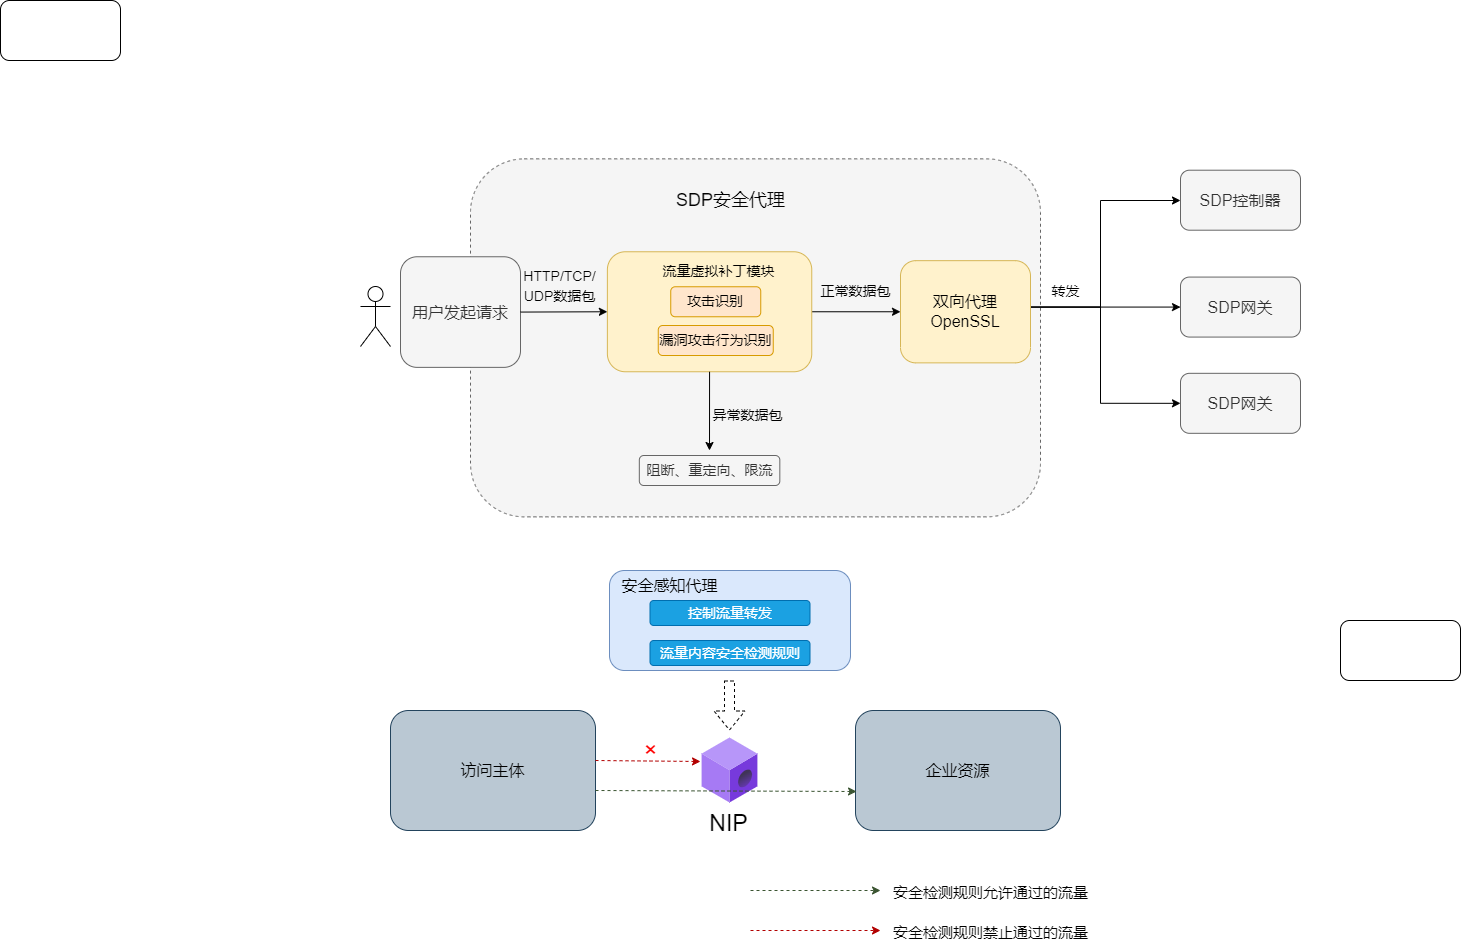 SDP安全代理
SDP控制器
用户发起请求
HTTP/TCP/
UDP数据包
流量虚拟补丁模块
攻击识别
漏洞攻击行为识别
正常数据包
双向代理
OpenSSL
转发
SDP网关
SDP网关
异常数据包
阻断、重定向、限流
安全感知代理
控制流量转发
流量内容安全检测规则
访问主体
×
企业资源
NIP
安全检测规则允许通过的流量
安全检测规则禁止通过的流量